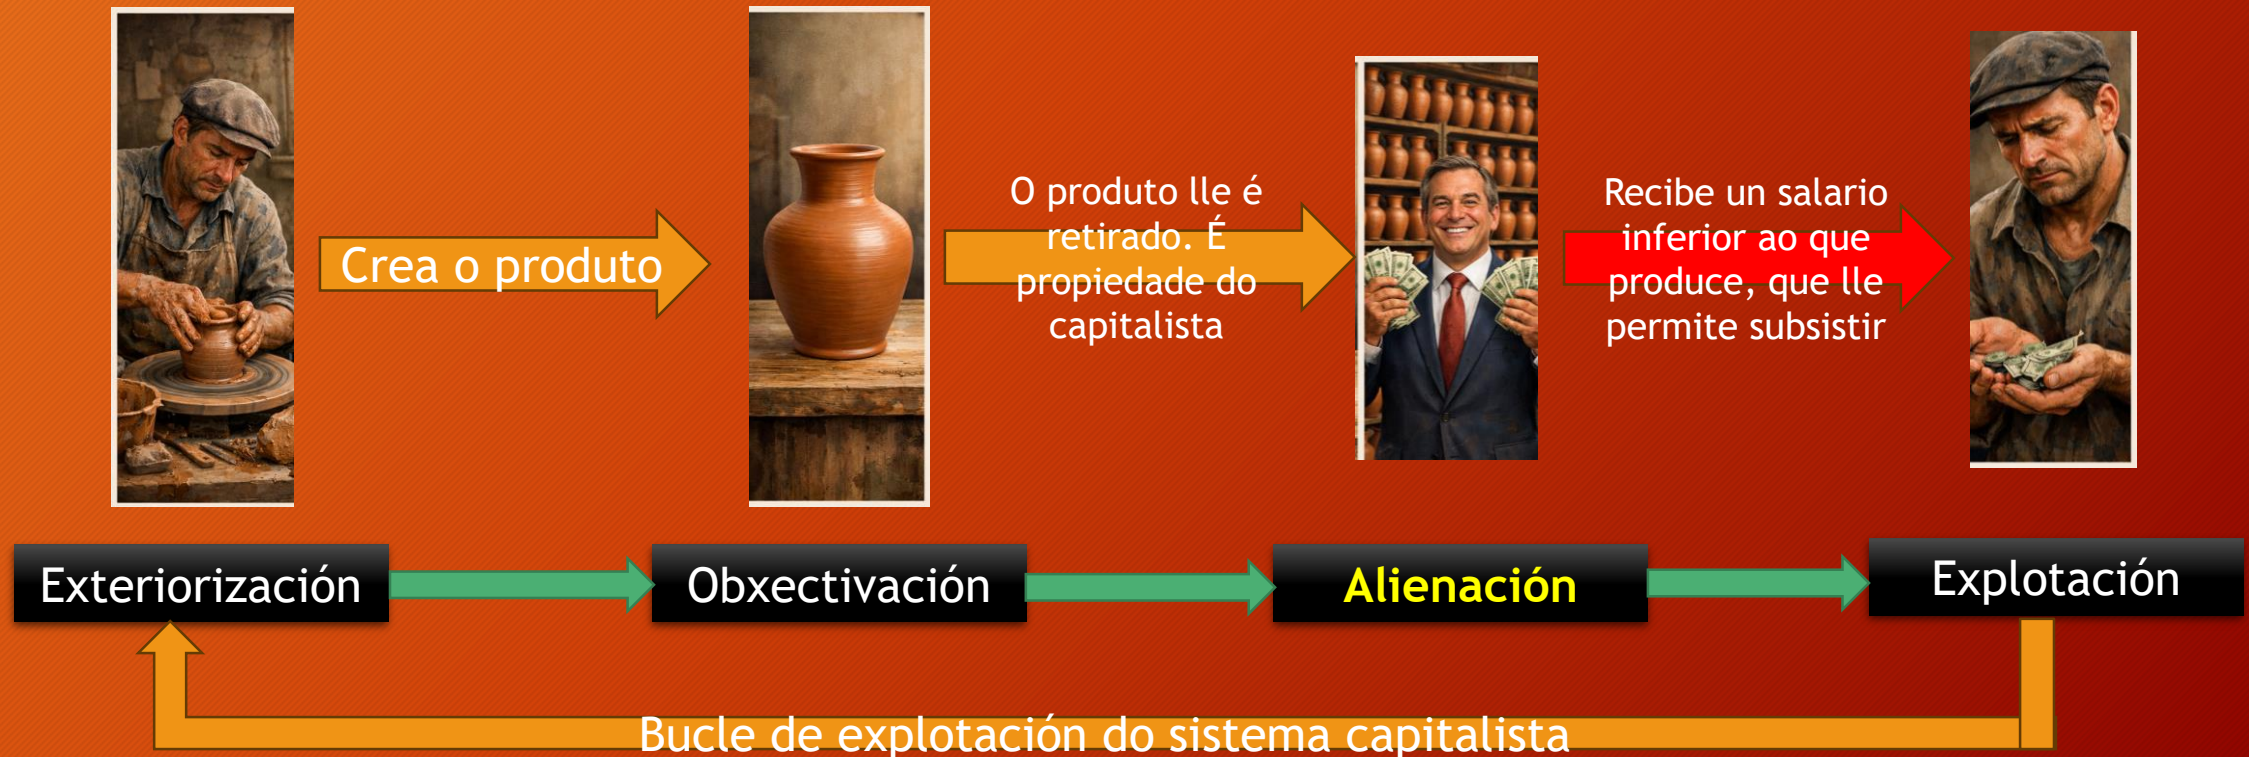 Crea o produto
O produto lle é
retirado. É
propiedade do
capitalista
Recibe un salario
inferior ao que
produce, que lle
permite subsistir
Exteriorización
Obxectivación
Alienación
Explotación
Bucle de explotación do sistema capitalista